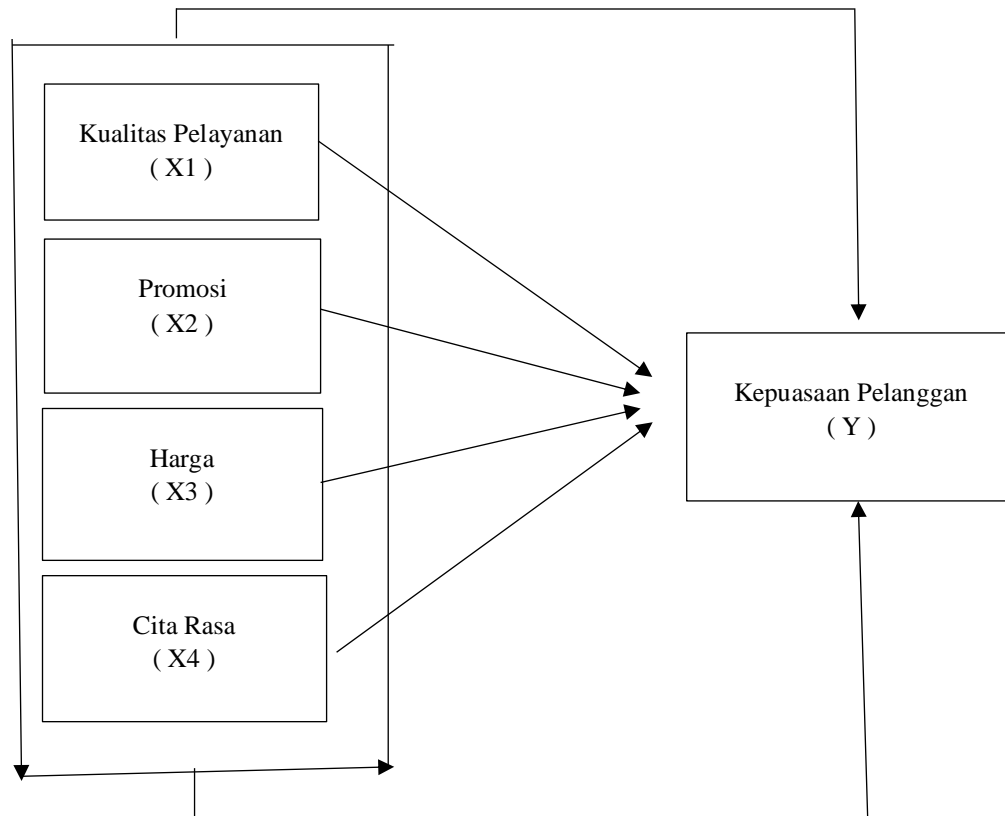 Kualitas Pelayanan
( X1 )
Promosi
( X2 )
Harga
( X3 )
Cita Rasa
( X4 )
Kepuasaan Pelanggan
( Y )